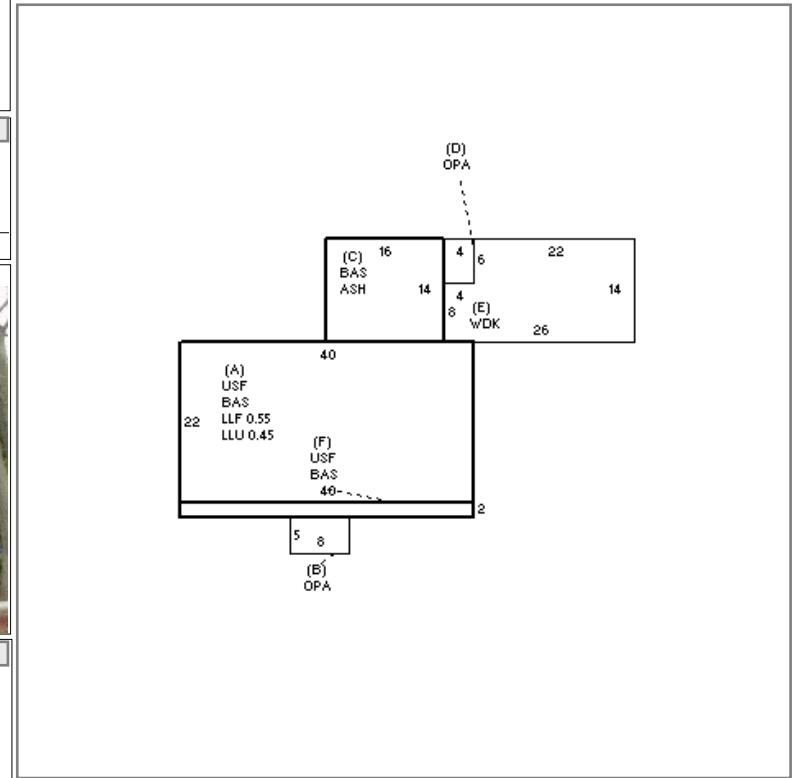 (D)
OPA
(C)
BAS
ASH
16
14
4
6
22
14
4
8
(E)
WDK
26
40
(A)
USF
BAS
LLF 0.55
LLU 0.45
22
(F)
USF
BAS
40
2
5
8
(B)
OPA